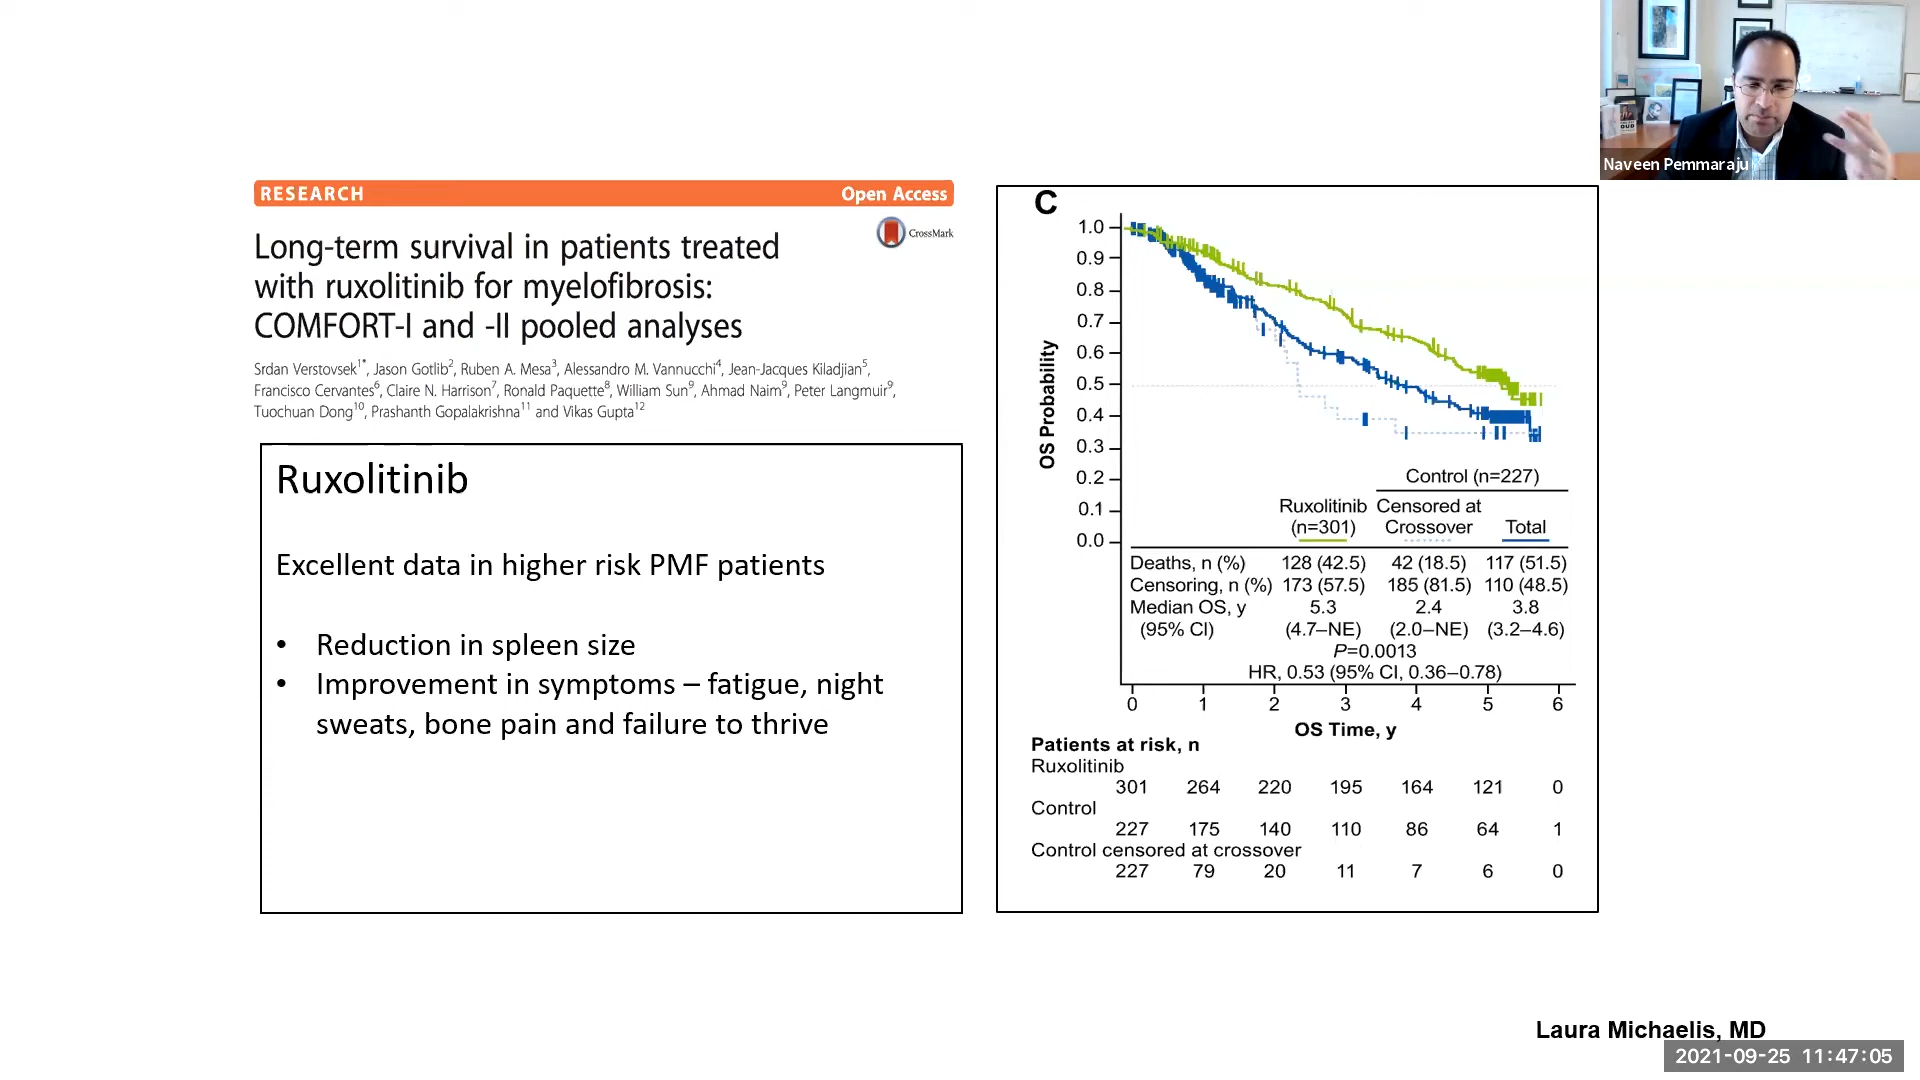 Naveen Pemmaraju
RESEARCH Open Access
CrossMark
Long-term survival in patients treated
with ruxolitinib for myelofibrosis:
COMFORT-I and -II pooled analyses
Srdan Verstovsek1*, Jason Gotlib2, Ruben A. Mesa3, Alessandro M. Vannucchi4, Jean-Jacques Kiladjian5,
Francisco Cervantes6, Claire N. Harrison7, Ronald Paquette8, William Sun9, Ahmad Naim9, Peter Langmuir9,
Tuochuan Dong10, Prashanth Gopalakrishna11 and Vikas Gupta12
Ruxolitinib
Excellent data in higher risk PMF patients
• Reduction in spleen size
• Improvement in symptoms – fatigue, night
sweats, bone pain and failure to thrive
C
OS Probability
1.0
0.9
0.8
0.7
0.6
0.5
0.4
0.3
0.2
0.1
0.0
Control (n=227)
Ruxolitinib Censored at
(n=301) Crossover Total
Deaths, n (%) 128 (42.5) 42 (18.5) 117 (51.5)
Censoring, n (%) 173 (57.5) 185 (81.5) 110 (48.5)
Median OS, y 5.3 2.4 3.8
(95% CI) (4.7–NE) (2.0–NE) (3.2–4.6)
P=0.0013
HR, 0.53 (95% CI, 0.36–0.78)
0 1 2 3 4 5 6
OS Time, y
Patients at risk, n
Ruxolitinib
301 264 220 195 164 121 0
Control
227 175 140 110 86 64 1
Control censored at crossover
227 79 20 11 7 6 0
Laura Michaelis, MD
2021-09-25 11:47:05